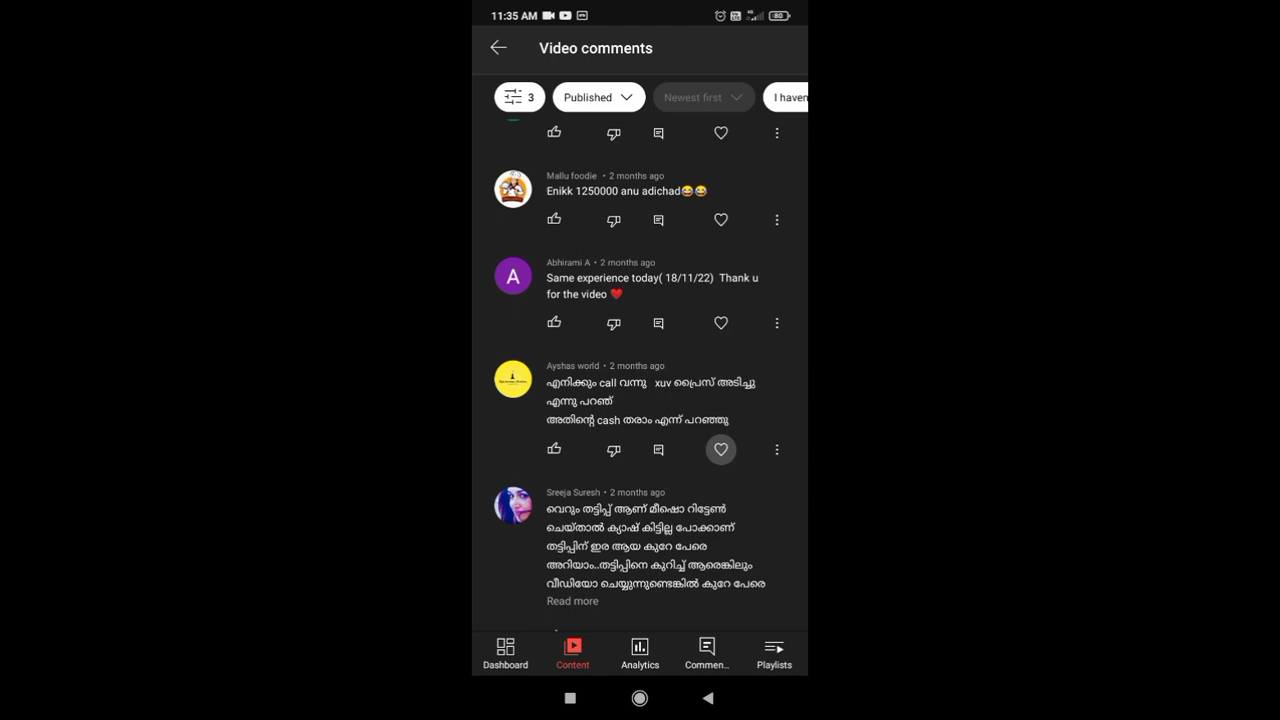 11:35 AM
80
Video comments
3
Published
Newest first
I haven
Mallu foodie • 2 months ago
Enikk 1250000 anu adichad😂😂
Abhirami A • 2 months ago
Same experience today( 18/11/22) Thank u
for the video ❤️
A
Ayshas world • 2 months ago
എനിക്കും call വന്നു xuv പ്രൈസ് അടിച്ചു
എന്നു പറഞ്
അതിന്റെ cash തരാം എന്ന് പറഞ്ഞു
Sreeja Suresh • 2 months ago
വെറും തട്ടിപ്പ് ആണ് മീഷൊ റിട്ടേൺ
ചെയ്താൽ ക്യാഷ് കിട്ടില്ല പോക്കാണ്
തട്ടിപ്പിന് ഇര ആയ കുറേ പേരെ
അറിയാം..തട്ടിപ്പിനെ കുറിച്ച് ആരെങ്കിലും
വീഡിയോ ചെയ്യുന്നുണ്ടെങ്കിൽ കുറേ പേരെ
Read more
Dashboard
Content
Analytics
Commen...
Playlists